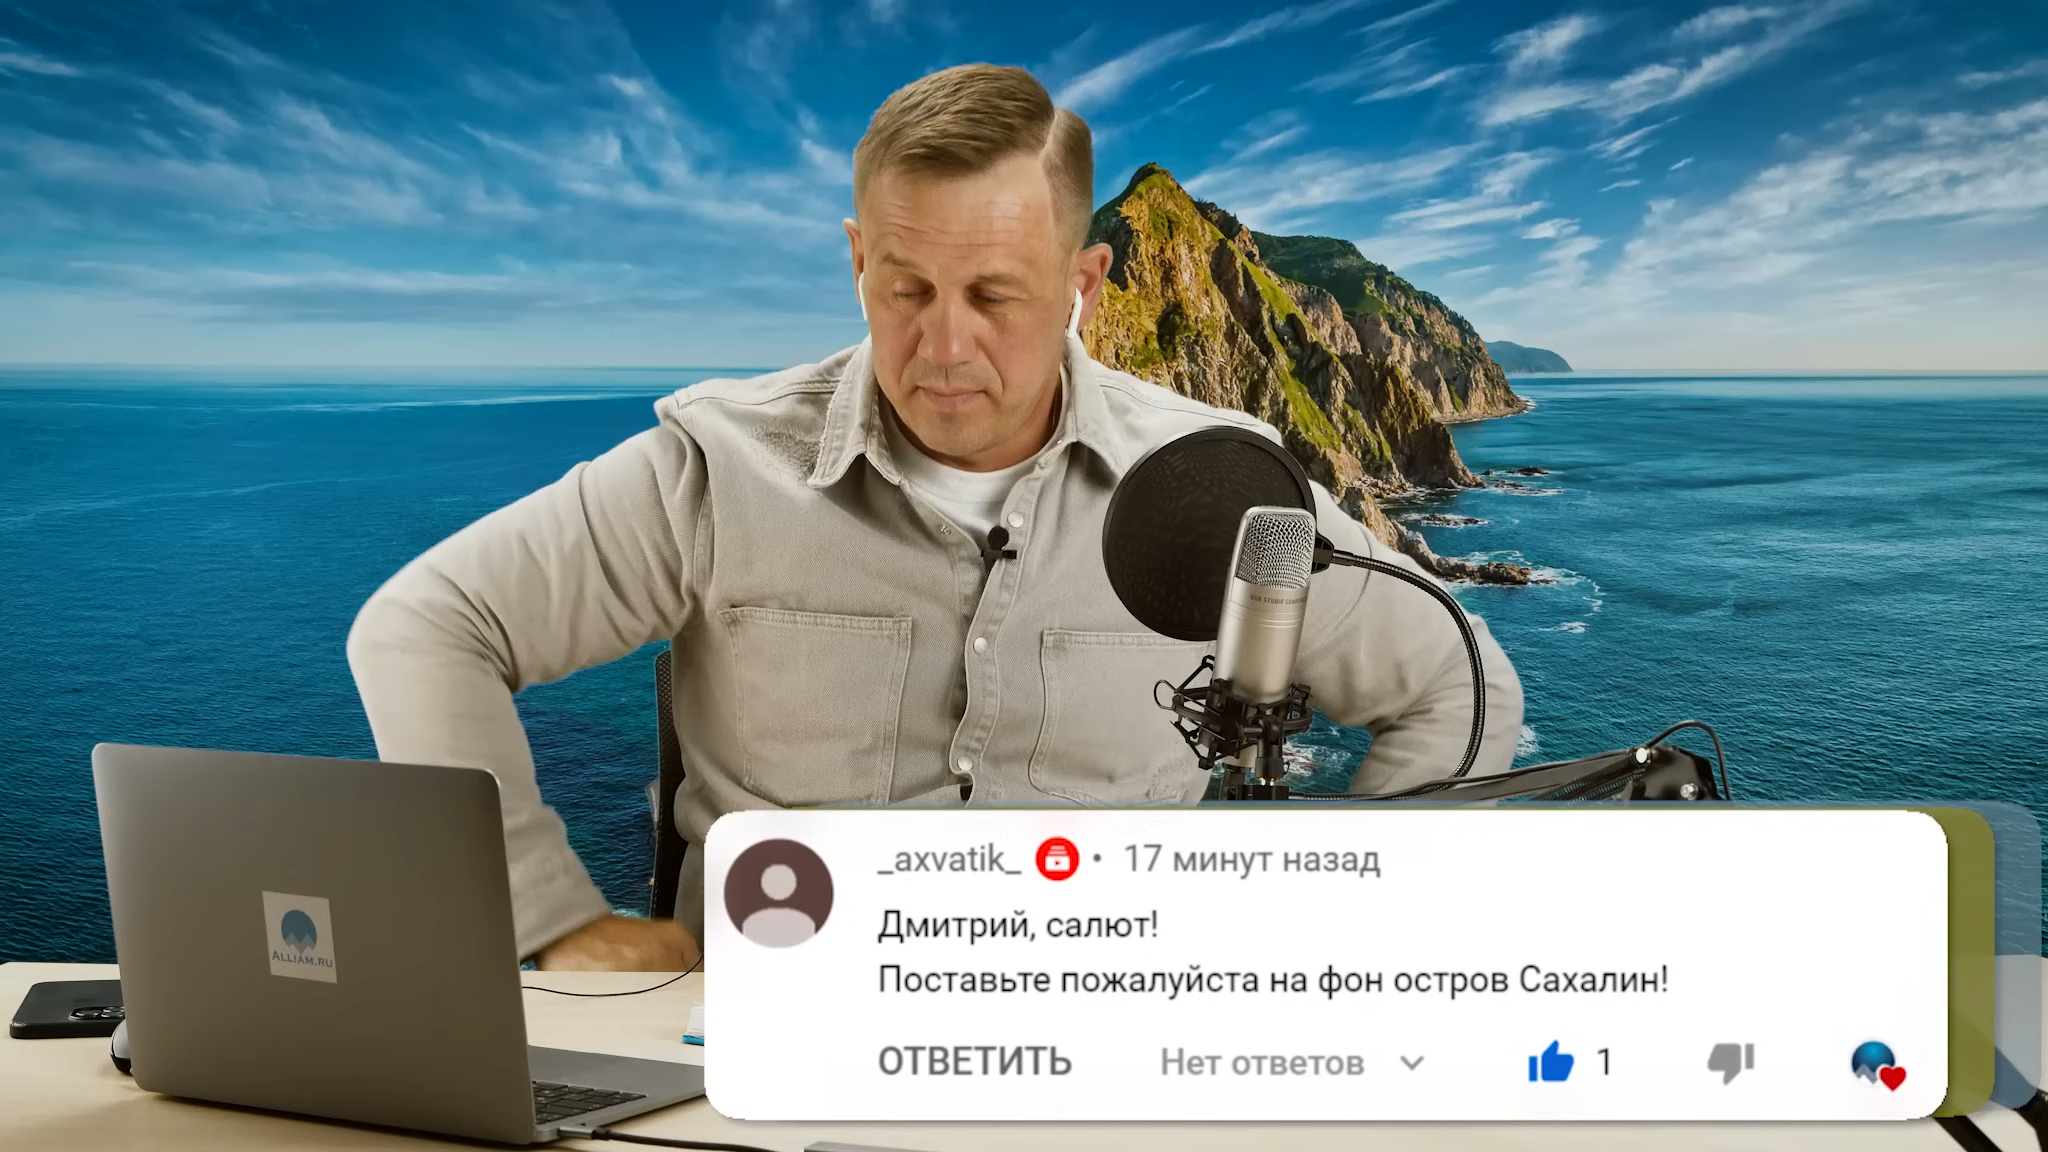 _axvatik_ • 17 минут назад
Дмитрий, салют!
Поставьте пожалуйста на фон остров Сахалин!
ОТВЕТИТЬ Нет ответов 1
ALLIAM.RU